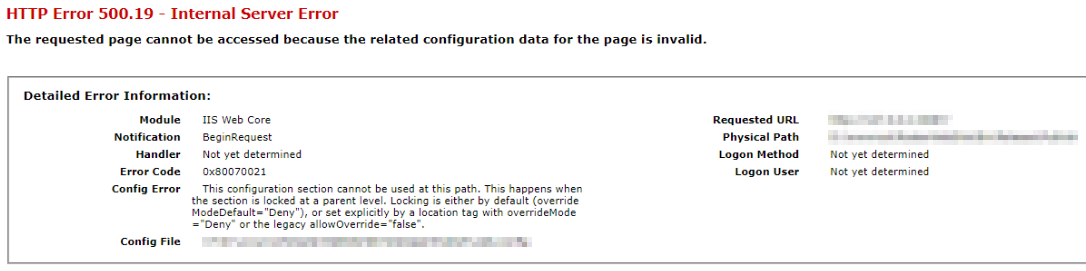 HTTP Error 500.19 - Internal Server Error
The requested page cannot be accessed because the related configuration data for the page is invalid.
Detailed Error Information:
Module IIS Web Core
Notification BeginRequest
Handler Not yet determined
Error Code 0x80070021
Config Error This configuration section cannot be used at this path. This happens when
the section is locked at a parent level. Locking is either by default (override
ModeDefault="Deny"), or set explicitly by a location tag with overrideMode
="Deny" or the legacy allowOverride="false".
Config File
Requested URL
Physical Path
Logon Method Not yet determined
Logon User Not yet determined